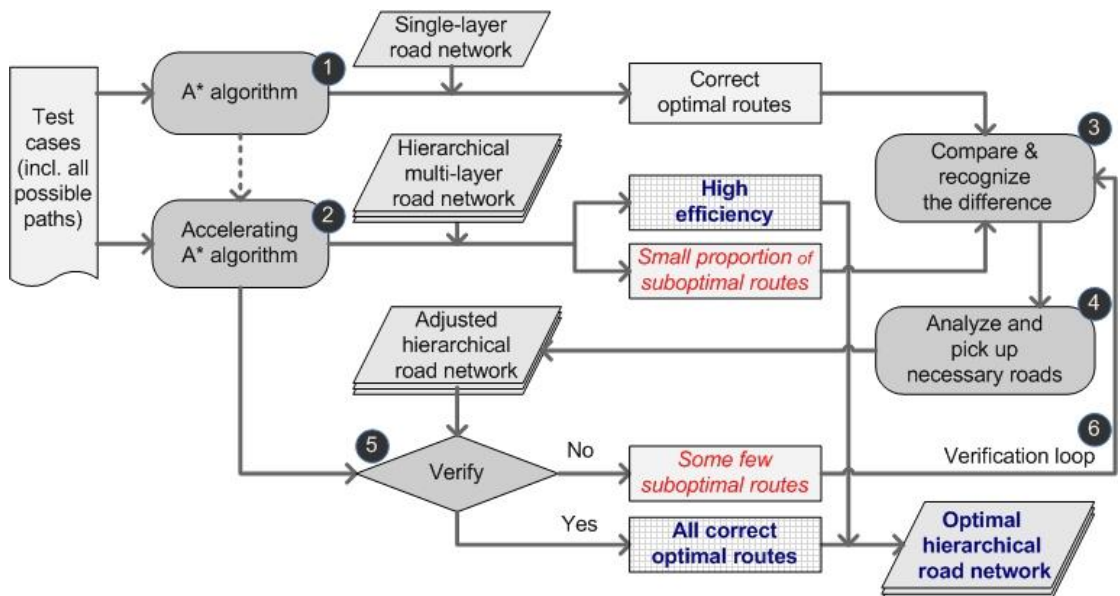 Single-layer
road network
1
A* algorithm
Correct
optimal routes
Test
cases
(incl. all
possible
paths)
3
Compare &
recognize
the difference
Hierarchical
multi-layer
road network
2
Accelerating
A* algorithm
High
efficiency
Small proportion of
suboptimal routes
4
Analyze and
pick up
necessary roads
Adjusted
hierarchical
road network
5
Verify
No
Some few
suboptimal routes
6
Verification loop
Yes
All correct
optimal routes
Optimal
hierarchical
road network